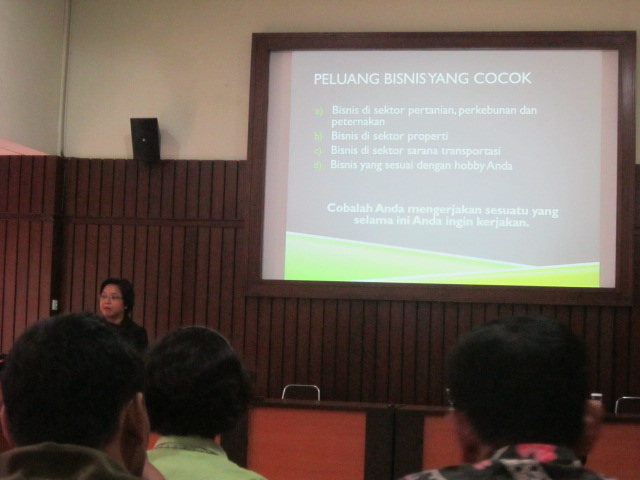 PELUANG BISNIS YANG COCOK
a) Bisnis di sektor pertanian, perkebunan dan
peternakan
b) Bisnis di sektor properti
c) Bisnis di sektor sarana transportasi
d) Bisnis yang sesuai dengan hobby Anda
Cobalah Anda mengerjakan sesuatu yang
selama ini Anda ingin kerjakan.